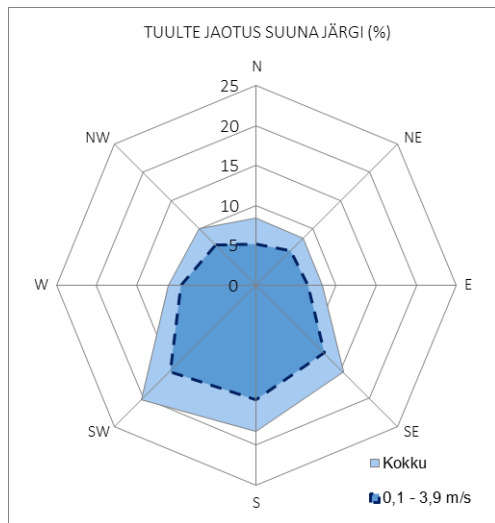 TUULTE JAOTUS SUUNA JÄRGI (%)
N
25
NW
NE
20
15
10
5
W
0
E
SW
SE
Kokku
S
0,1 - 3,9 m/s